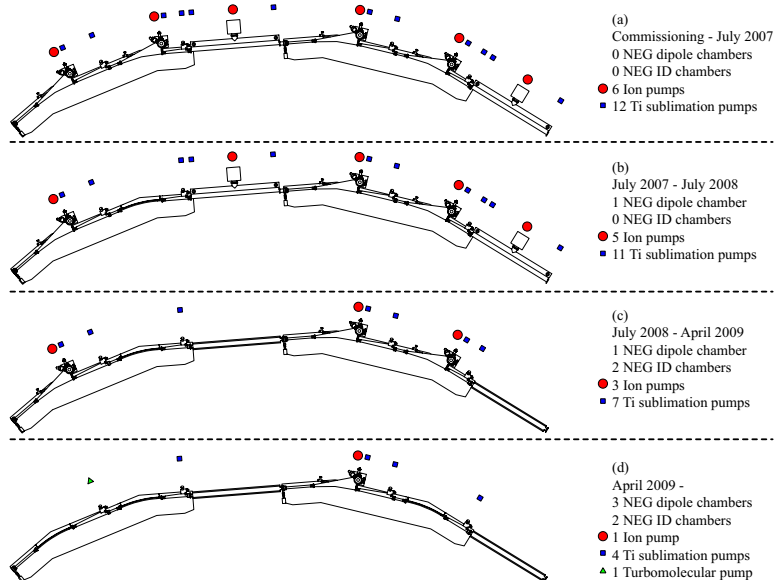 (a)
Commissioning - July 2007
0 NEG dipole chambers
0 NEG ID chambers
6 Ion pumps
12 Ti sublimation pumps
(b)
July 2007 - July 2008
1 NEG dipole chamber
0 NEG ID chambers
5 Ion pumps
11 Ti sublimation pumps
(c)
July 2008 - April 2009
1 NEG dipole chamber
2 NEG ID chambers
3 Ion pumps
7 Ti sublimation pumps
(d)
April 2009 -
3 NEG dipole chambers
2 NEG ID chambers
1 Ion pump
4 Ti sublimation pumps
1 Turbomolecular pump